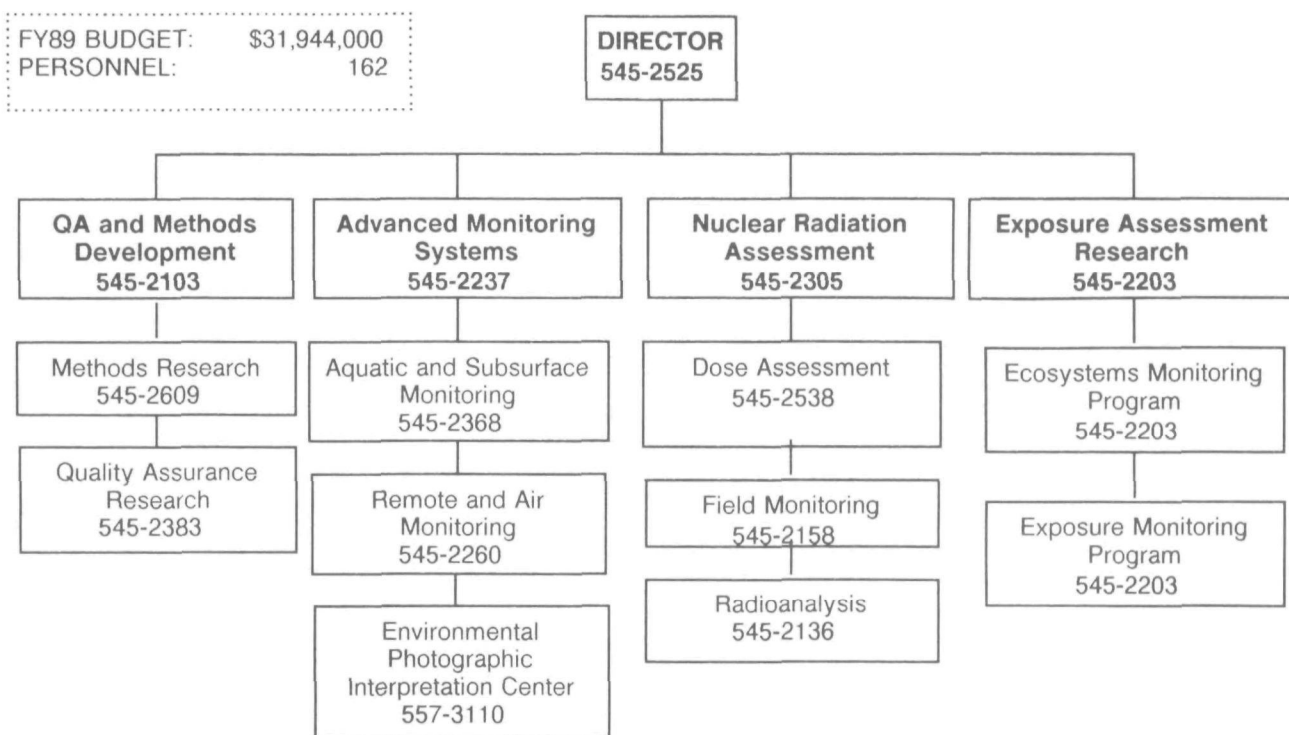 FY89 BUDGET: $31,944,000
PERSONNEL: 162
DIRECTOR
545-2525
QA and Methods
Development
545-2103
Methods Research
545-2609
Quality Assurance
Research
545-2383
Advanced Monitoring
Systems
545-2237
Aquatic and Subsurface
Monitoring
545-2368
Remote and Air
Monitoring
545-2260
Environmental
Photographic
Interpretation Center
557-3110
Nuclear Radiation
Assessment
545-2305
Dose Assessment
545-2538
Field Monitoring
545-2158
Radioanalysis
545-2136
Exposure Assessment
Research
545-2203
Ecosystems Monitoring
Program
545-2203
Exposure Monitoring
Program
545-2203